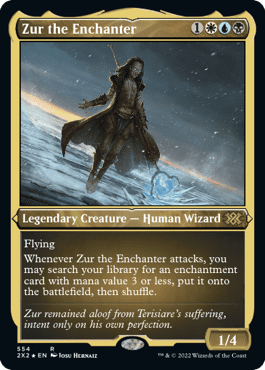 Zur the Enchanter 1
Legendary Creature — Human Wizard
Flying
Whenever Zur the Enchanter attacks, you
may search your library for an enchantment
card with mana value 3 or less, put it onto
the battlefield, then shuffle.
Zur remained aloof from Terisiare's suffering,
intent only on his own perfection.
1/4
554 R
2X2 ★ EN Iosu Hernaiz
™ & © 2022 Wizards of the Coast